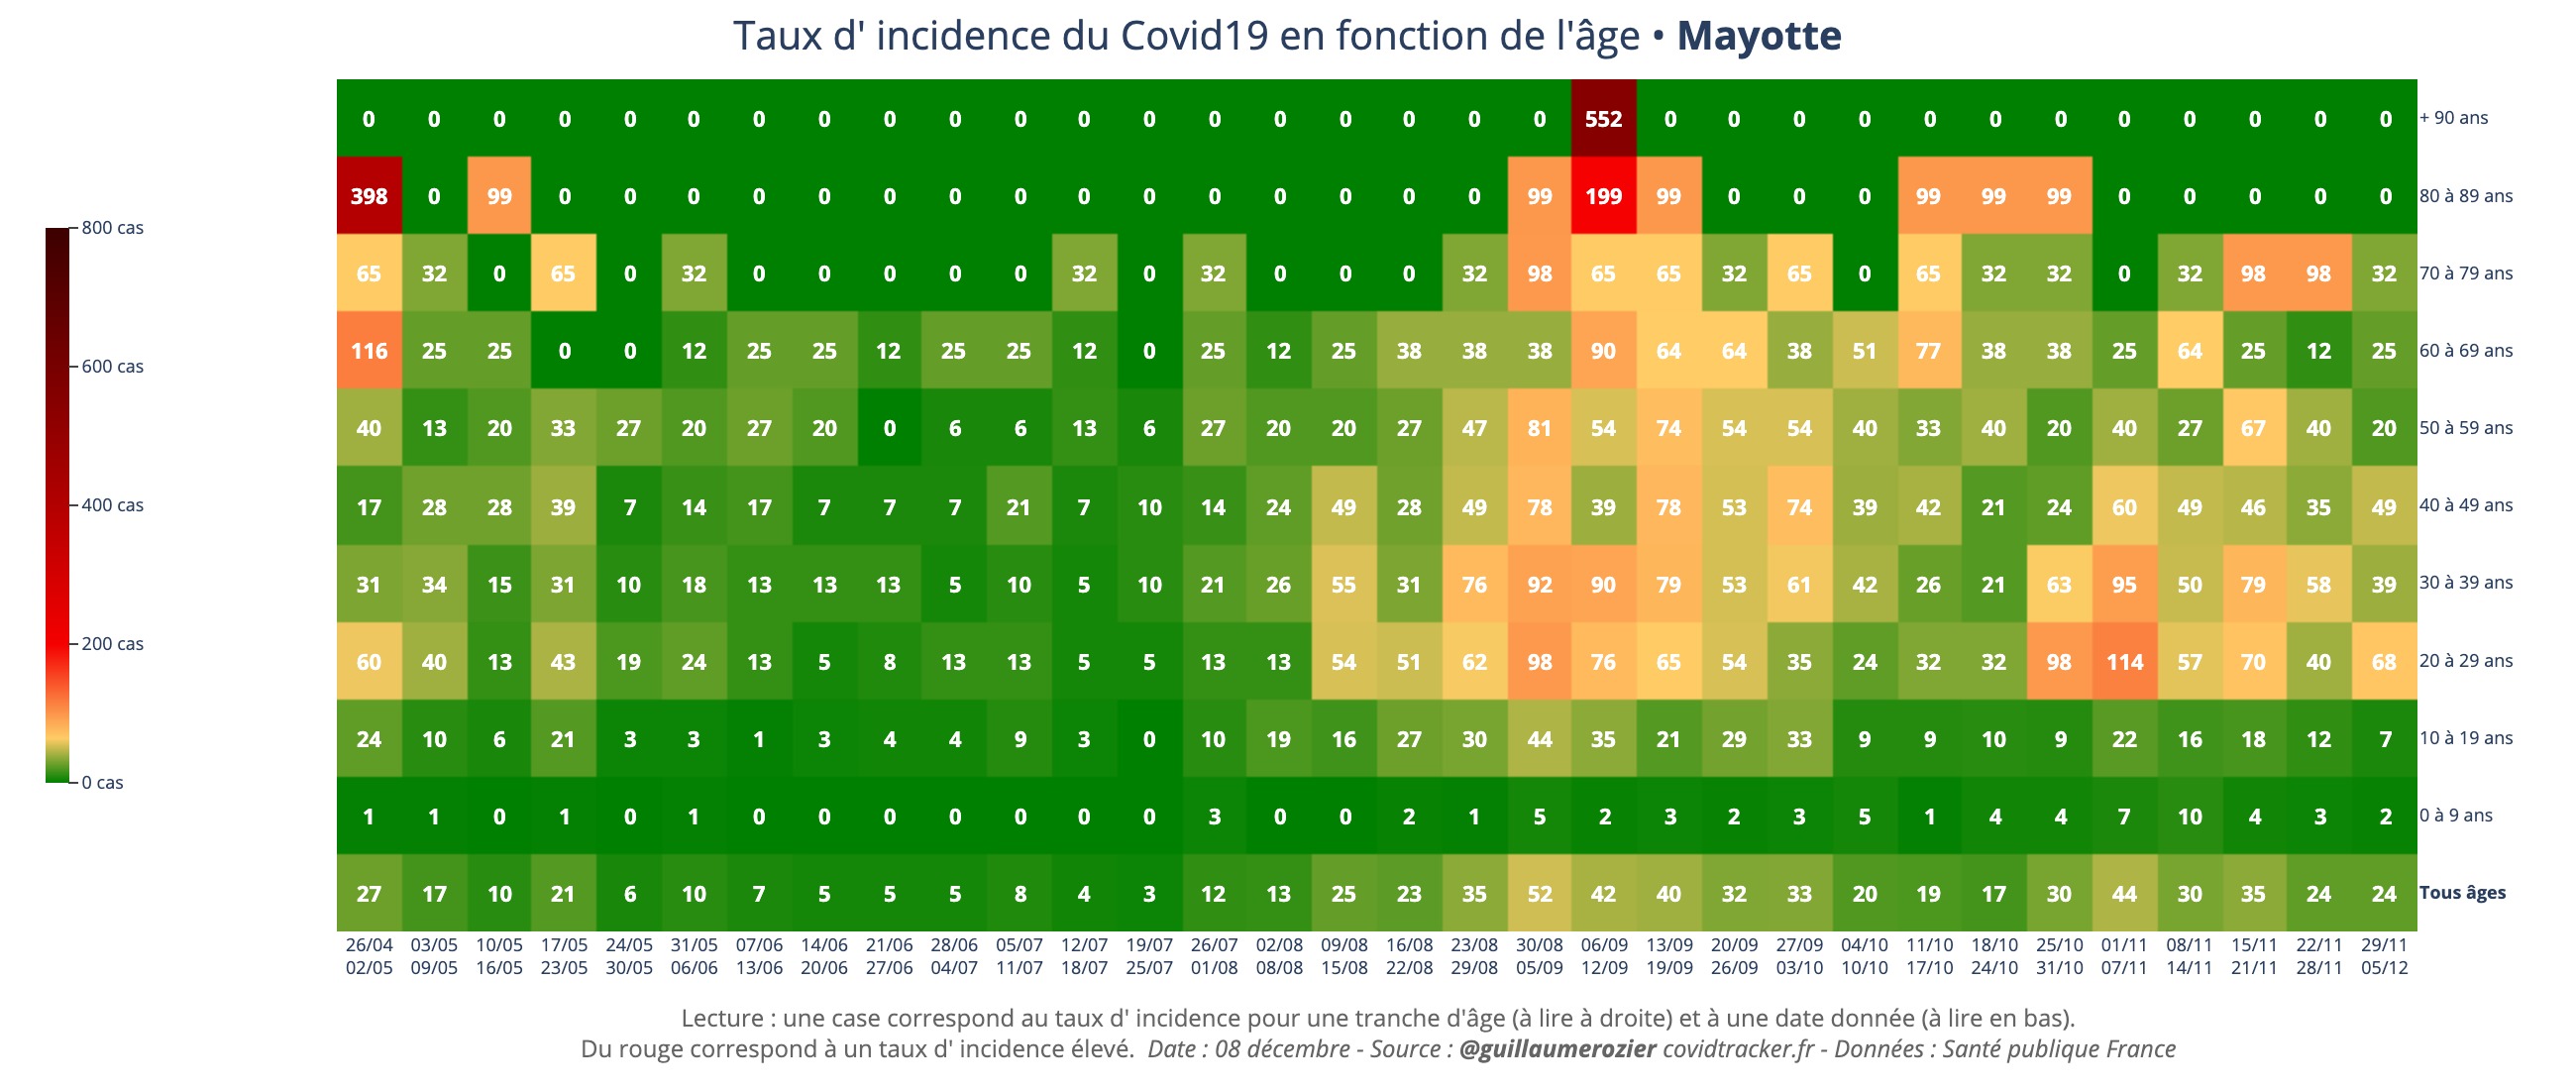 Taux d' incidence du Covid19 en fonction de l'âge • Mayotte
0 0 0 0 0 0 0 0 0 0 0 0 0 0 0 0 0 0 0 552 0 0 0 0 0 0 0 0 0 0 0 0 + 90 ans
398 0 99 0 0 0 0 0 0 0 0 0 0 0 0 0 0 0 99 199 99 0 0 0 99 99 99 0 0 0 0 0 80 à 89 ans
800 cas
65 32 0 65 0 32 0 0 0 0 0 32 0 32 0 0 0 32 98 65 65 32 65 0 65 32 32 0 32 98 98 32 70 à 79 ans
116 25 25 0 0 12 25 25 12 25 25 12 0 25 12 25 38 38 38 90 64 64 38 51 77 38 38 25 64 25 12 25 60 à 69 ans
600 cas
40 13 20 33 27 20 27 20 0 6 6 13 6 27 20 20 27 47 81 54 74 54 54 40 33 40 20 40 27 67 40 20 50 à 59 ans
400 cas
17 28 28 39 7 14 17 7 7 7 21 7 10 14 24 49 28 49 78 39 78 53 74 39 42 21 24 60 49 46 35 49 40 à 49 ans
31 34 15 31 10 18 13 13 13 5 10 5 10 21 26 55 31 76 92 90 79 53 61 42 26 21 63 95 50 79 58 39 30 à 39 ans
200 cas
60 40 13 43 19 24 13 5 8 13 13 5 5 13 13 54 51 62 98 76 65 54 35 24 32 32 98 114 57 70 40 68 20 à 29 ans
24 10 6 21 3 3 1 3 4 4 9 3 0 10 19 16 27 30 44 35 21 29 33 9 9 10 9 22 16 18 12 7 10 à 19 ans
0 cas
1 1 0 1 0 1 0 0 0 0 0 0 0 3 0 0 2 1 5 2 3 2 3 5 1 4 4 7 10 4 3 2 0 à 9 ans
27 17 10 21 6 10 7 5 5 5 8 4 3 12 13 25 23 35 52 42 40 32 33 20 19 17 30 44 30 35 24 24 Tous âges
26/04 03/05 10/05 17/05 24/05 31/05 07/06 14/06 21/06 28/06 05/07 12/07 19/07 26/07 02/08 09/08 16/08 23/08 30/08 06/09 13/09 20/09 27/09 04/10 11/10 18/10 25/10 01/11 08/11 15/11 22/11 29/11
02/05 09/05 16/05 23/05 30/05 06/06 13/06 20/06 27/06 04/07 11/07 18/07 25/07 01/08 08/08 15/08 22/08 29/08 05/09 12/09 19/09 26/09 03/10 10/10 17/10 24/10 31/10 07/11 14/11 21/11 28/11 05/12
Lecture : une case correspond au taux d' incidence pour une tranche d'âge (à lire à droite) et à une date donnée (à lire en bas).
Du rouge correspond à un taux d' incidence élevé. Date : 08 décembre - Source : @guillaumerozier covidtracker.fr - Données : Santé publique France